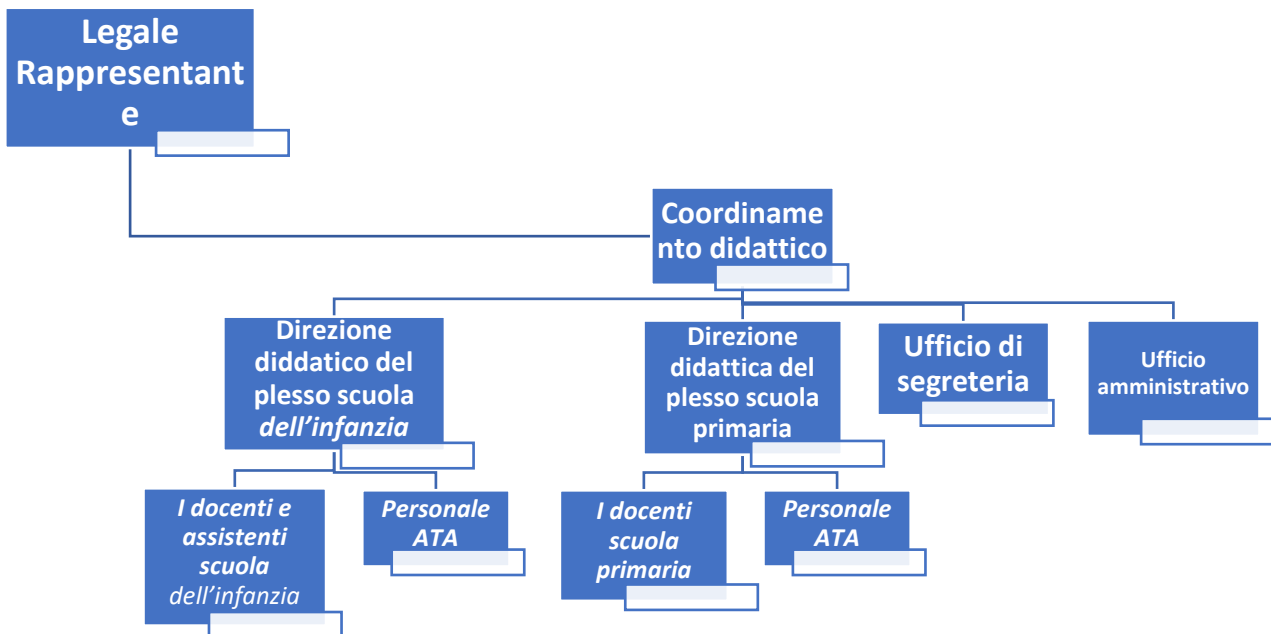 Legale
Rappresentant
e
Coordiname
nto didattico
Direzione
diddatico del
plesso scuola
dell’infanzia
Direzione
didattica del
plesso scuola
primaria
Ufficio di
segreteria
Ufficio
amministrativo
I docenti e
assistenti
scuola
dell’infanzia
Personale
ATA
I docenti
scuola
primaria
Personale
ATA